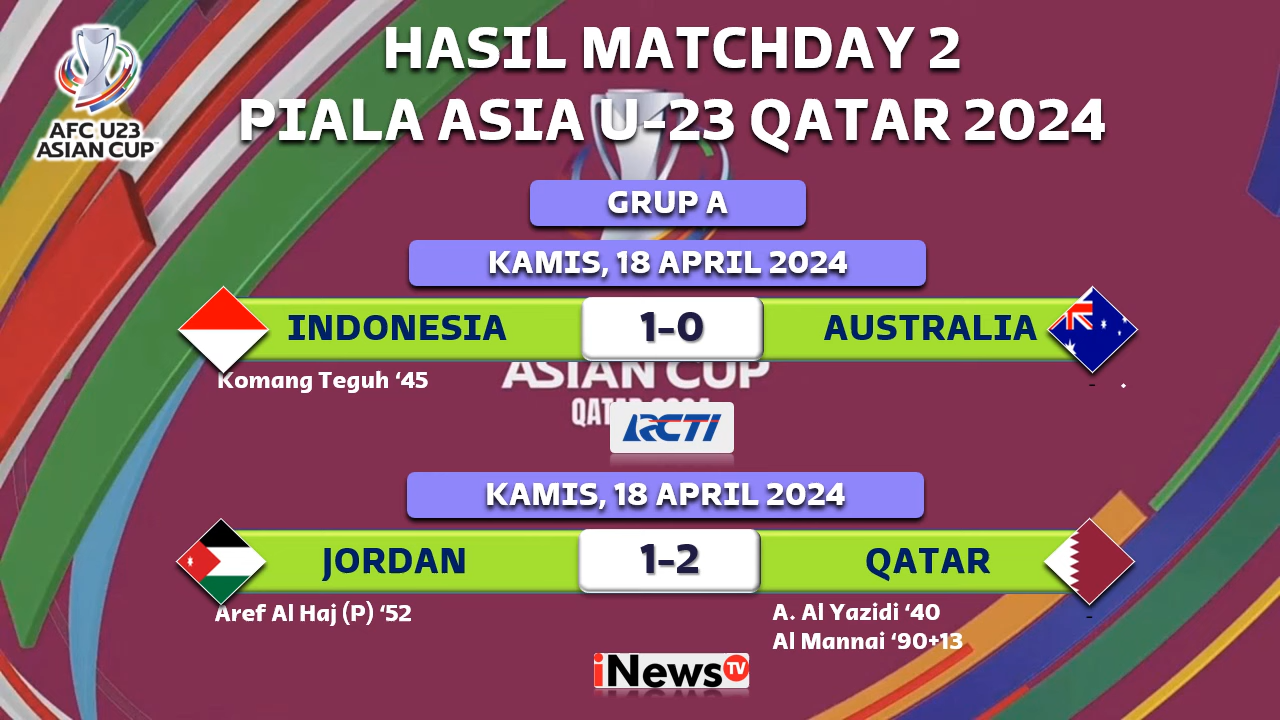 HASIL MATCHDAY 2
PIALA ASIA U-23 QATAR 2024
AFC U23
ASIAN CUP
GRUP A
KAMIS, 18 APRIL 2024
INDONESIA 1-0 AUSTRALIA
Komang Teguh ‘45 -
ASIAN CUP
QATAR 2024
RCTI
KAMIS, 18 APRIL 2024
JORDAN 1-2 QATAR
Aref Al Haj (P) ‘52 A. Al Yazidi ‘40 -
Al Mannai ‘90+13
iNews TV